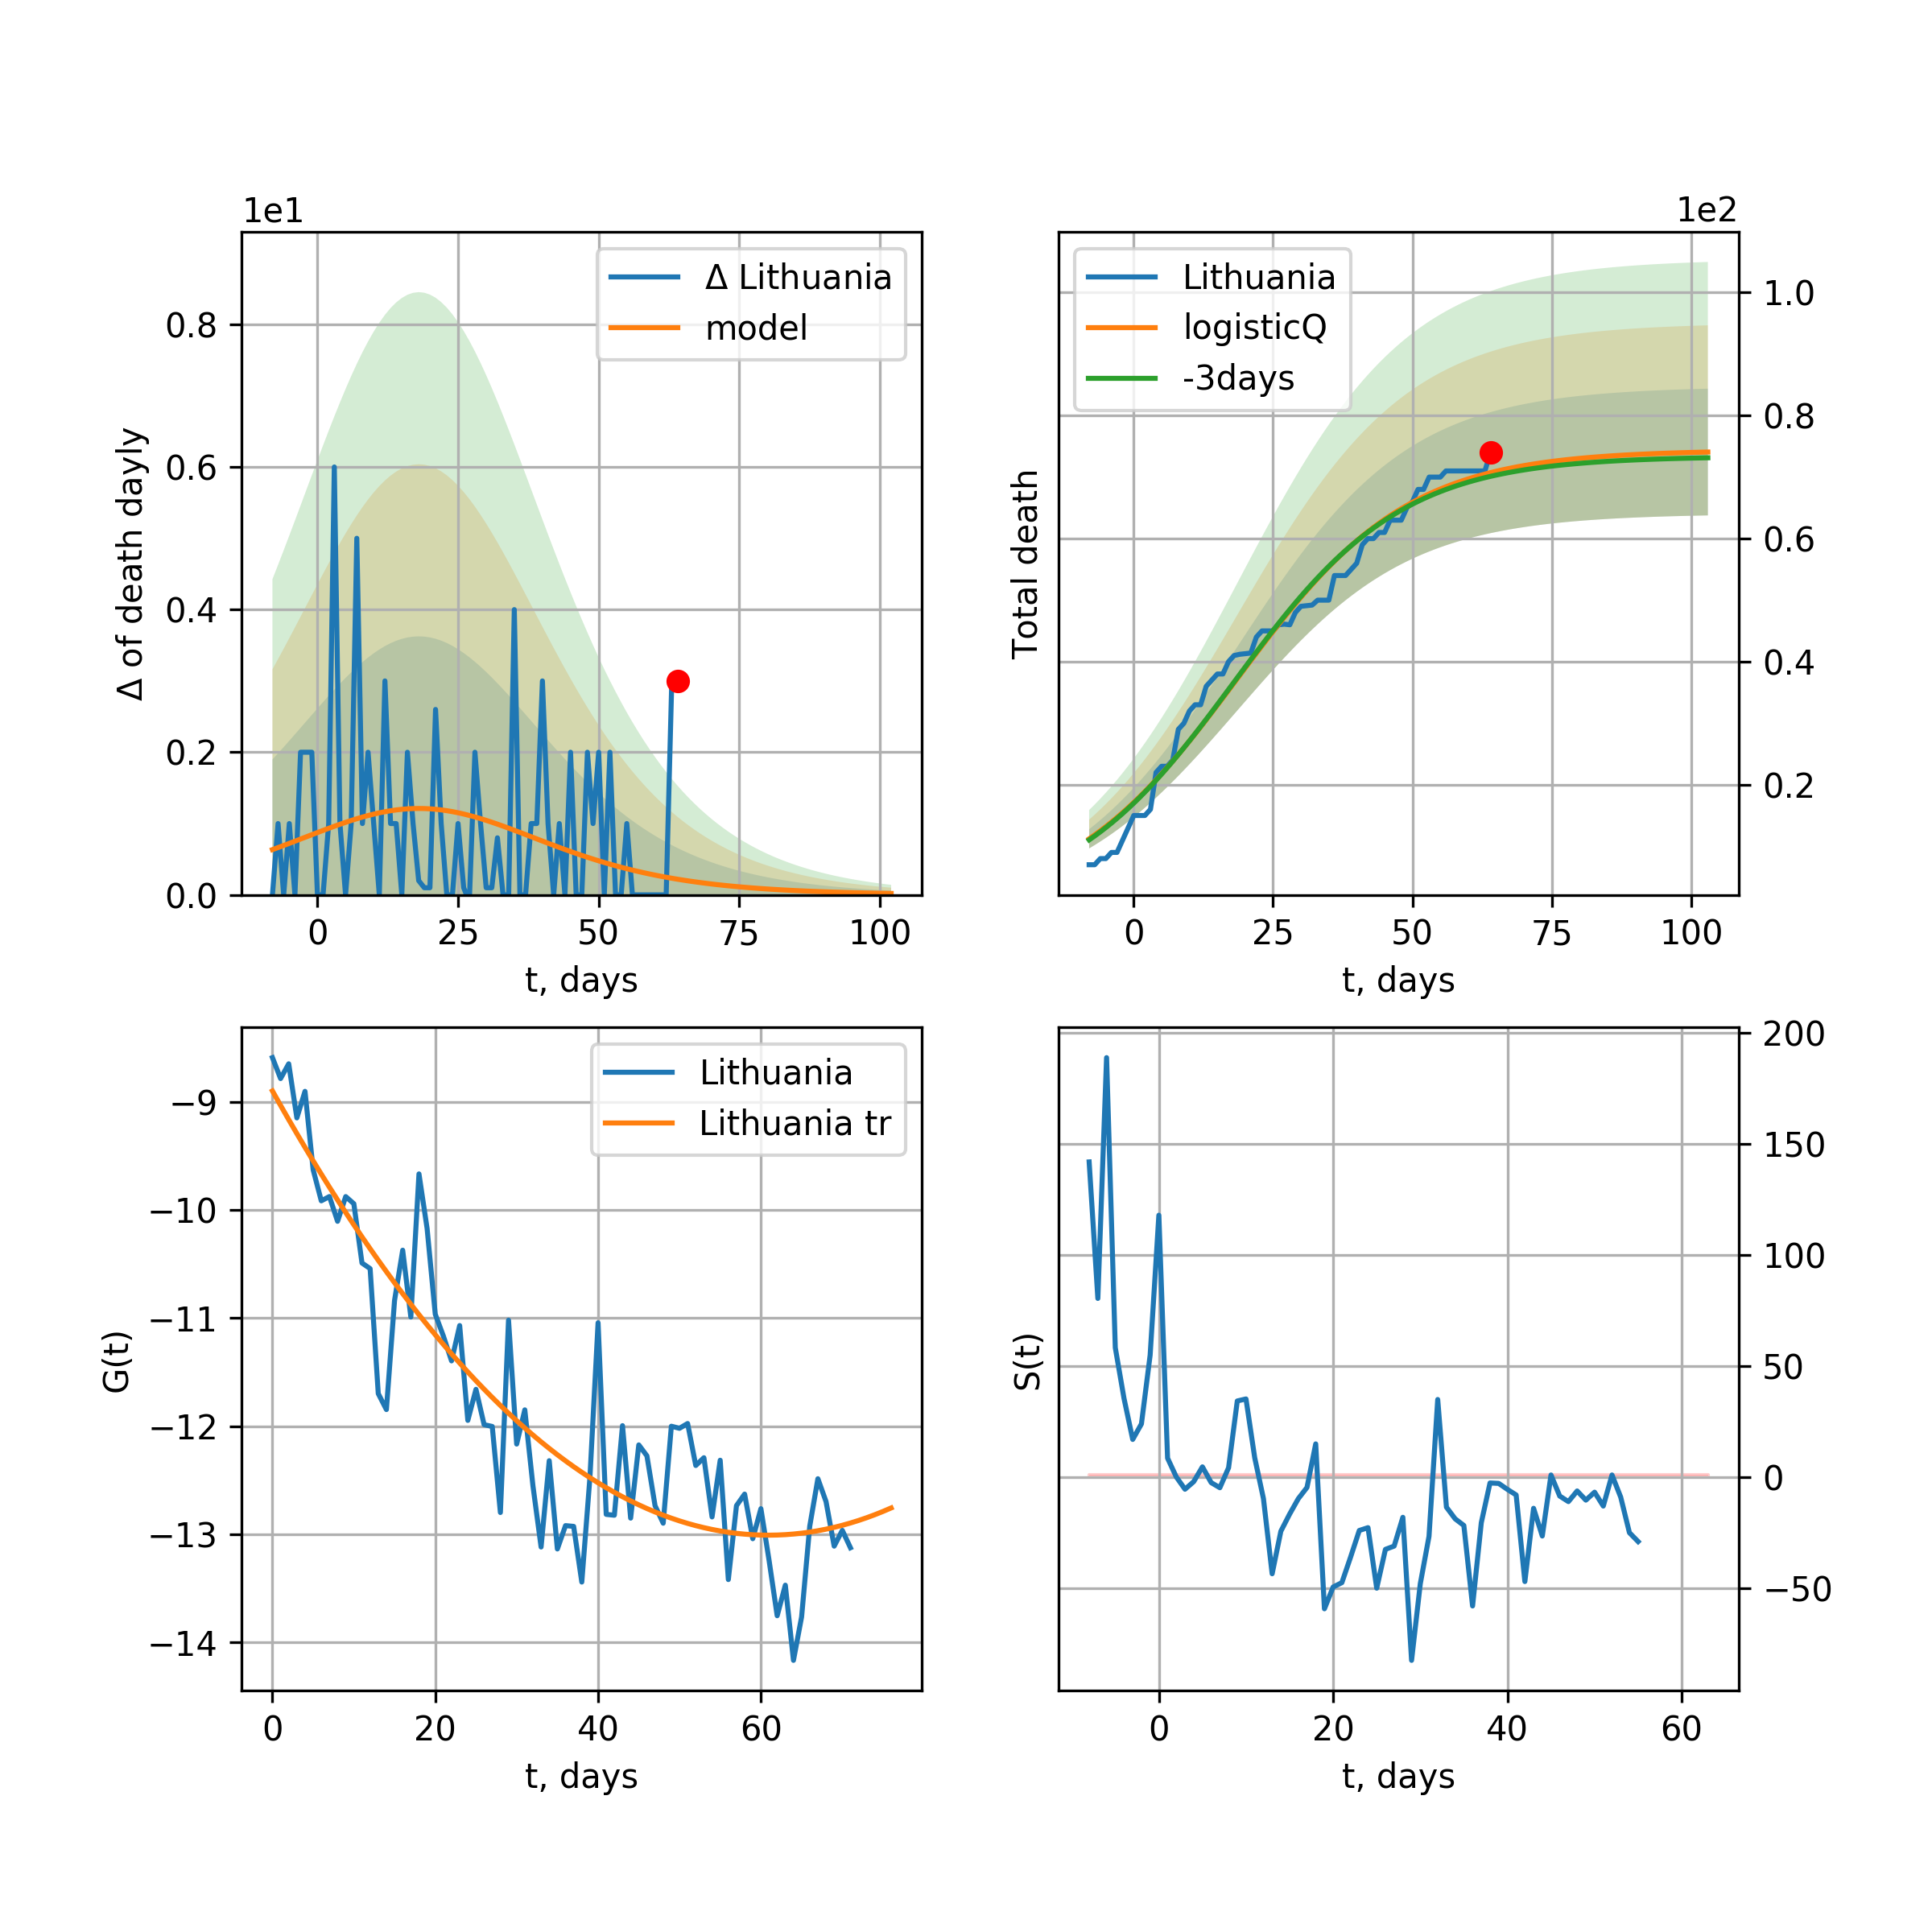 1e1
Δ of death dayly
0.8
0.6
0.4
0.2
0.0
Δ Lithuania
model
0 25 50 75 100
t, days
1e2
Total death
Lithuania
logisticQ
-3days
1.0
0.8
0.6
0.4
0.2
0 25 50 75 100
t, days
G(t)
−9
−10
−11
−12
−13
−14
Lithuania
Lithuania tr
0 20 40 60
t, days
S(t)
200
150
100
50
0
−50
0 20 40 60
t, days